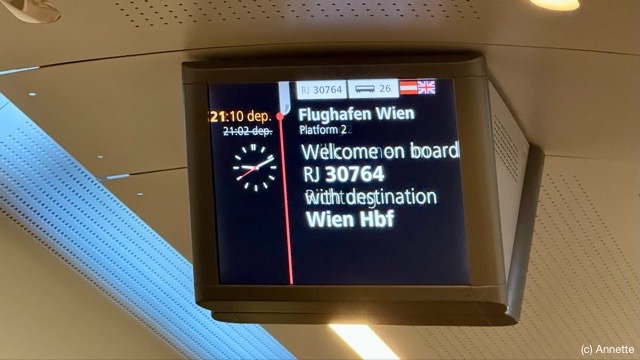 RJ 30764 26
21:10 dep. Flughafen Wien
21:02 dep. Platform 2
Welcome on board
RJ 30764
with destination
Wien Hbf
(c) Annette